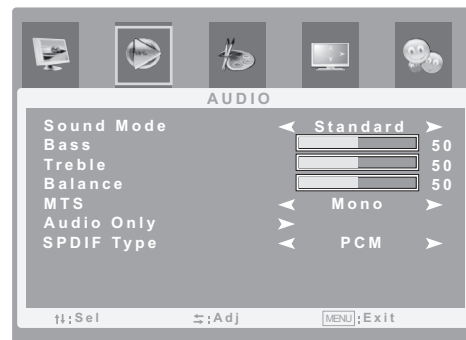 AUDIO
Sound Mode Standard
Bass 50
Treble 50
Balance 50
MTS Mono
Audio Only
SPDIF Type PCM
↑↓:Sel ⇆:Adj MENU:Exit